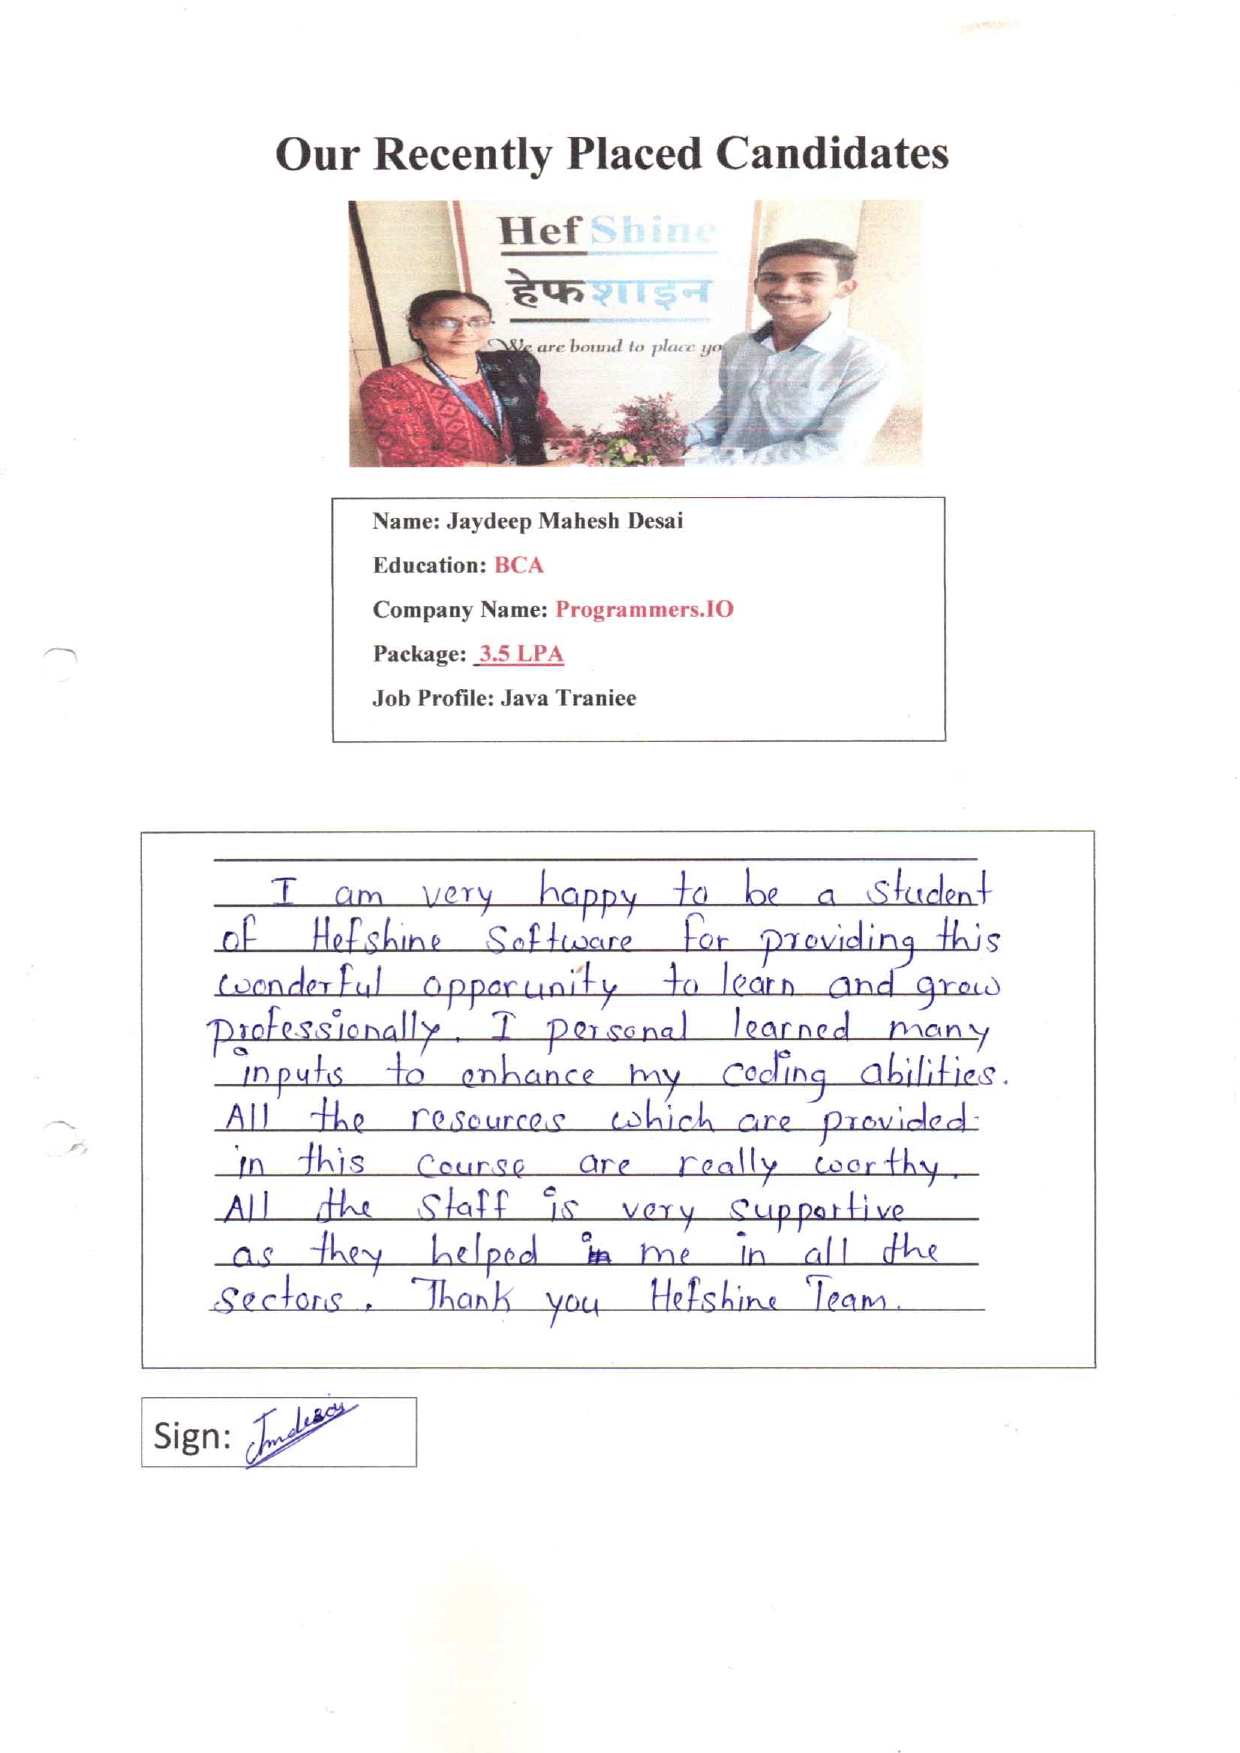 Our Recently Placed Candidates
Hef Shine
हेफशाइन
We are bound to place yo
Name: Jaydeep Mahesh Desai
Education: BCA
Company Name: Programmers.IO
Package: 3.5 LPA
Job Profile: Java Traniee
I am very happy to be a student
of Hefshine Software for providing this
wonderful opporunity to learn and grow
professionally. I personal learned many
inputs to enhance my coding abilities.
All the resources which are provided
in this course are really worthy.
All the staff is very supportive
as they helped in me in all the
sectors. Thank you Hefshine Team.
Sign: Jmdesai